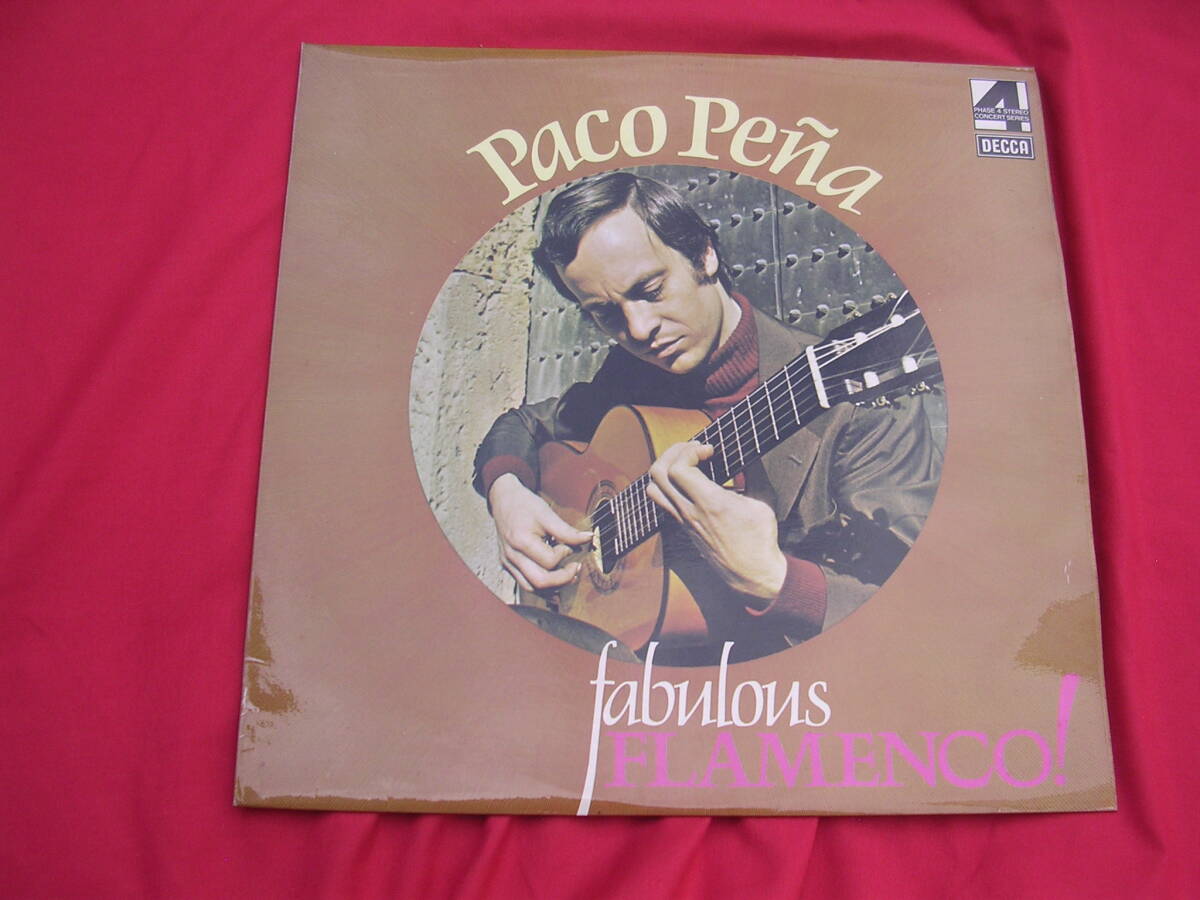 Paco Peña
4
PHASE 4 STEREO
CONCERT SERIES
DECCA
fabulous
FLAMENCO!